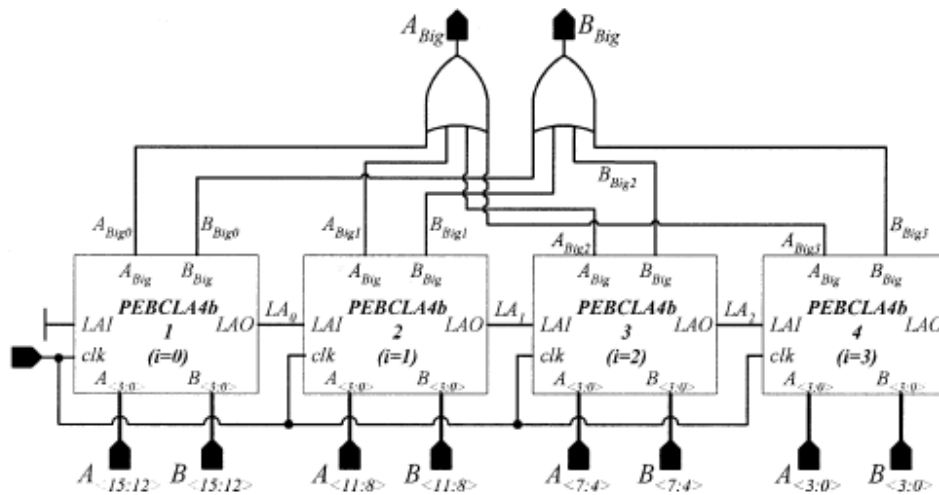 A_Big B_Big
B_Big2
A_Big0 B_Big0 A_Big1 B_Big1 A_Big2 A_Big3 B_Big3
A_Big B_Big A_Big B_Big A_Big B_Big A_Big B_Big
PEBCLA4b PEBCLA4b PEBCLA4b PEBCLA4b
LAI 1 LAO LA_0 LAI 2 LAO LA_1 LAI 3 LAO LA_2 LAI 4 LAO
clk (i=0) clk (i=1) clk (i=2) clk (i=3)
A_<3:0> B_<3:0> A_<3:0> B_<3:0> A_<3:0> B_<3:0> A_<3:0> B_<3:0>
A_<15:12> B_<15:12> A_<11:8> B_<11:8> A_<7:4> B_<7:4> A_<3:0> B_<3:0>